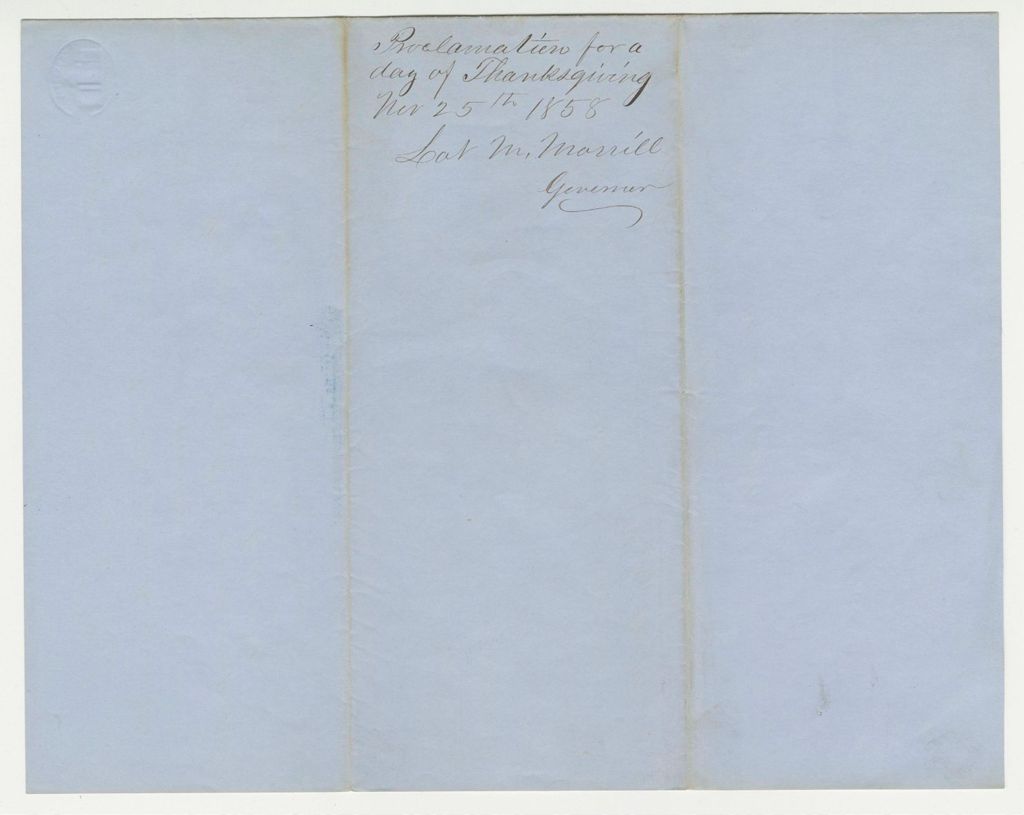 Proclamation for a
day of Thanksgiving
Nov 25th 1858
Lot M. Morrill
Governor